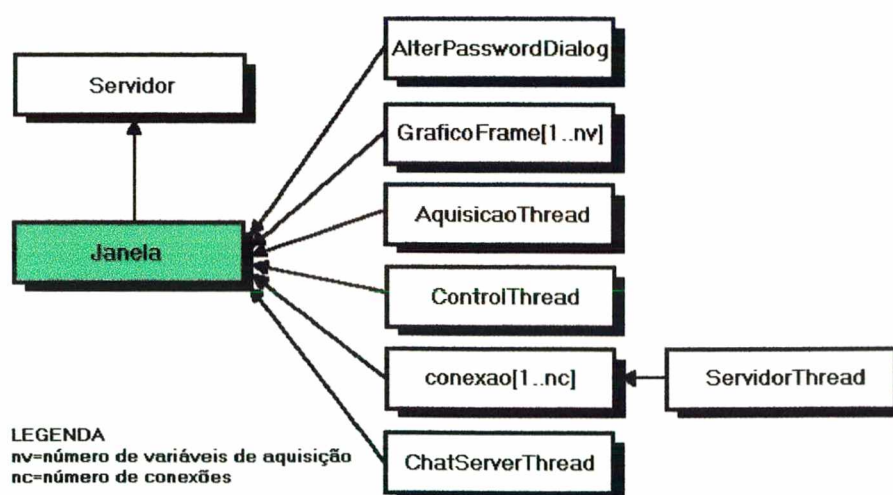 AlterPasswordDialog
Servidor
GraficoFrame[1..nv]
AquisicaoThread
Janela
ControlThread
conexao[1..nc]
ServidorThread
ChatServerThread
LEGENDA
nv=número de variáveis de aquisição
nc=número de conexões